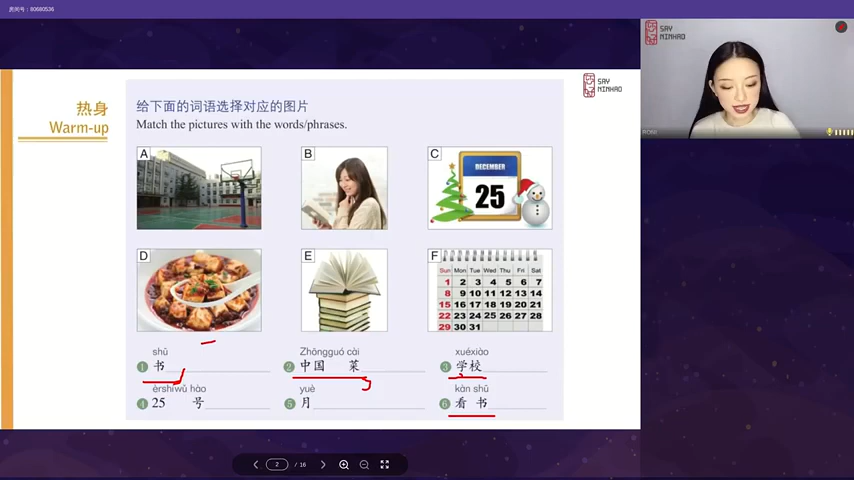 房间号：80680536
SAY
NIHAO
热身
Warm-up
给下面的词语选择对应的图片
Match the pictures with the words/phrases.
SAY
NIHAO
A
B
C
DECEMBER
25
D
E
F
Sun Mon Tue Wed Thu Fri Sat
1 2 3 4 5 6 7
8 9 10 11 12 13 14
15 16 17 18 19 20 21
22 23 24 25 26 27 28
29 30 31
shū
Zhōngguó cài
xuéxiào
1 书
2 中国 菜
3 学校
èrshíwǔ hào
yuè
kàn shū
4 25 号
5 月
6 看 书
2 / 16